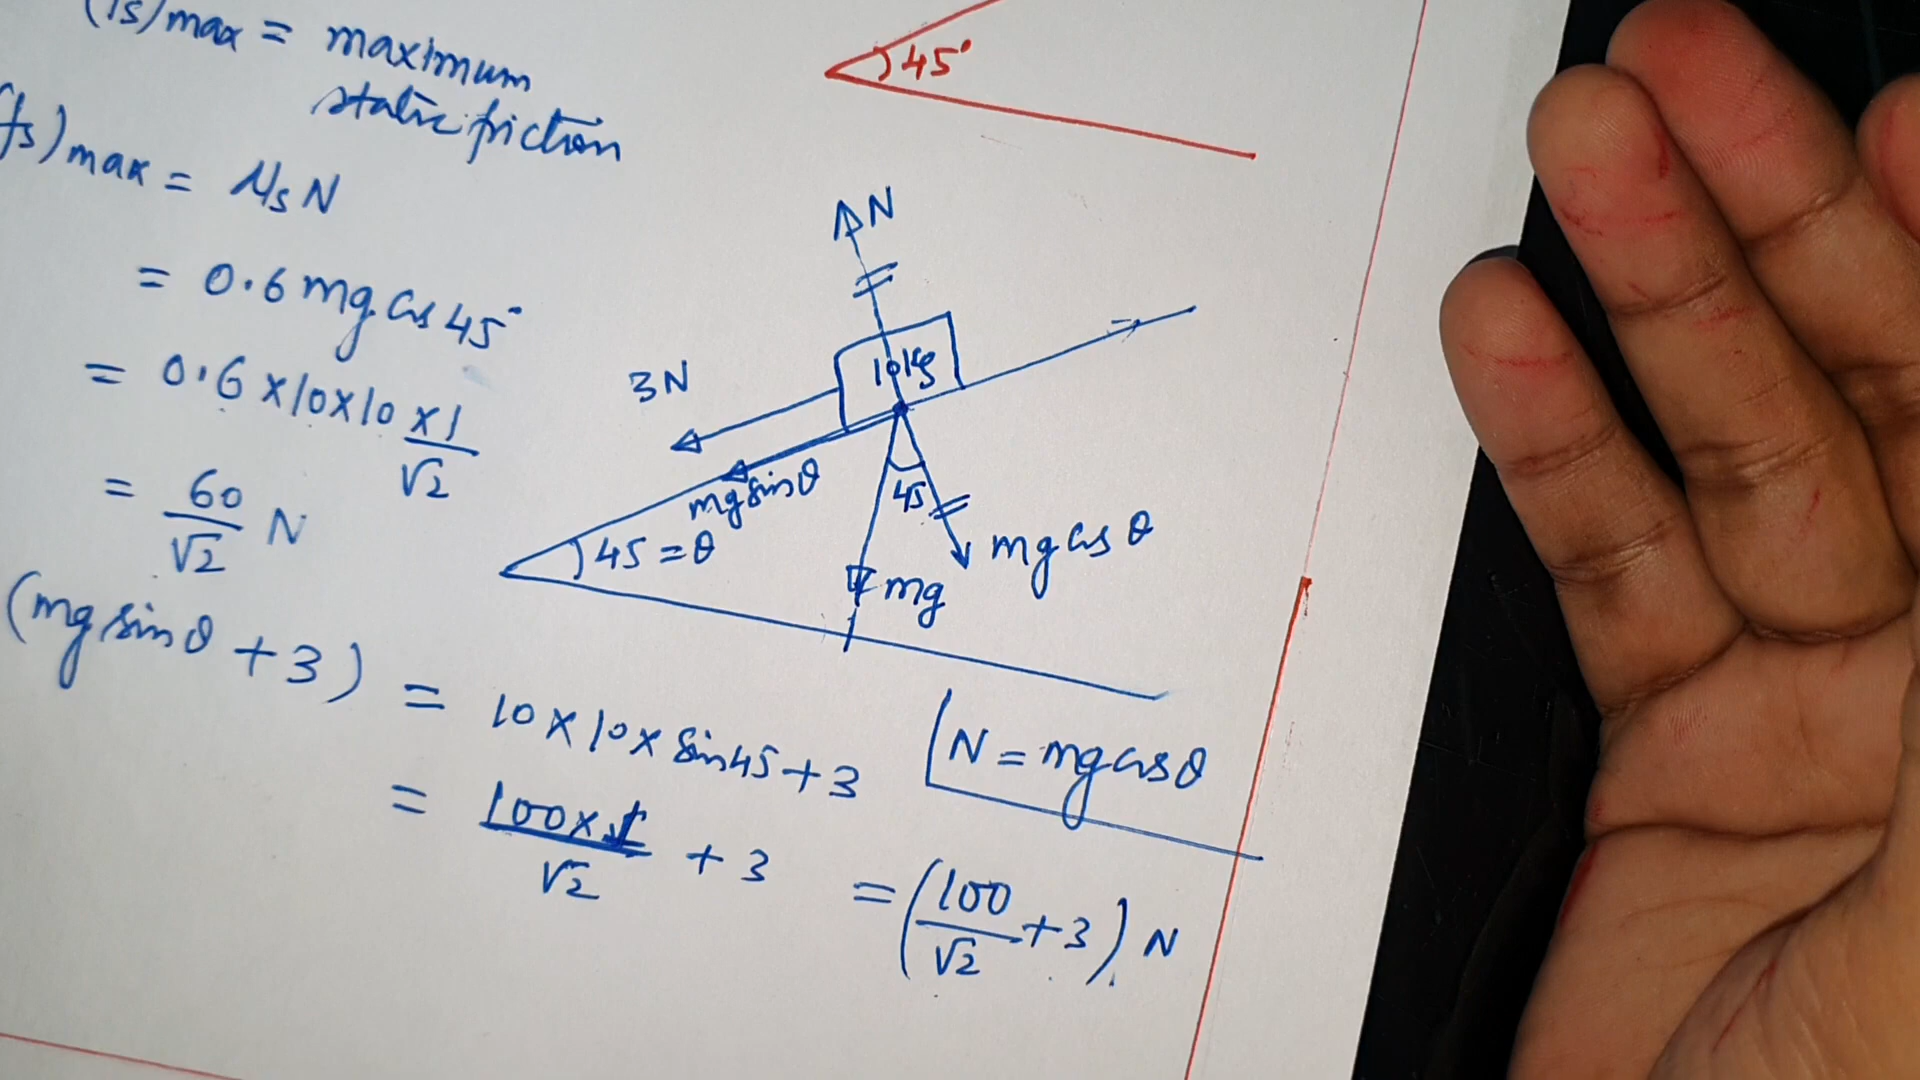 (fs)max = maximum
static friction
(fs)max = μs N
= 0.6 mg cos 45°
= 0.6 × 10 × 10 × 1/√2
= 60/√2 N
(mg sin θ + 3) = 10 × 10 × sin 45 + 3
= 100 × 1/√2 + 3 = (100/√2 + 3) N
45°
N
10 kg
3N
mg sin θ
45
45 = θ
mg cos θ
mg
N = mg cos θ